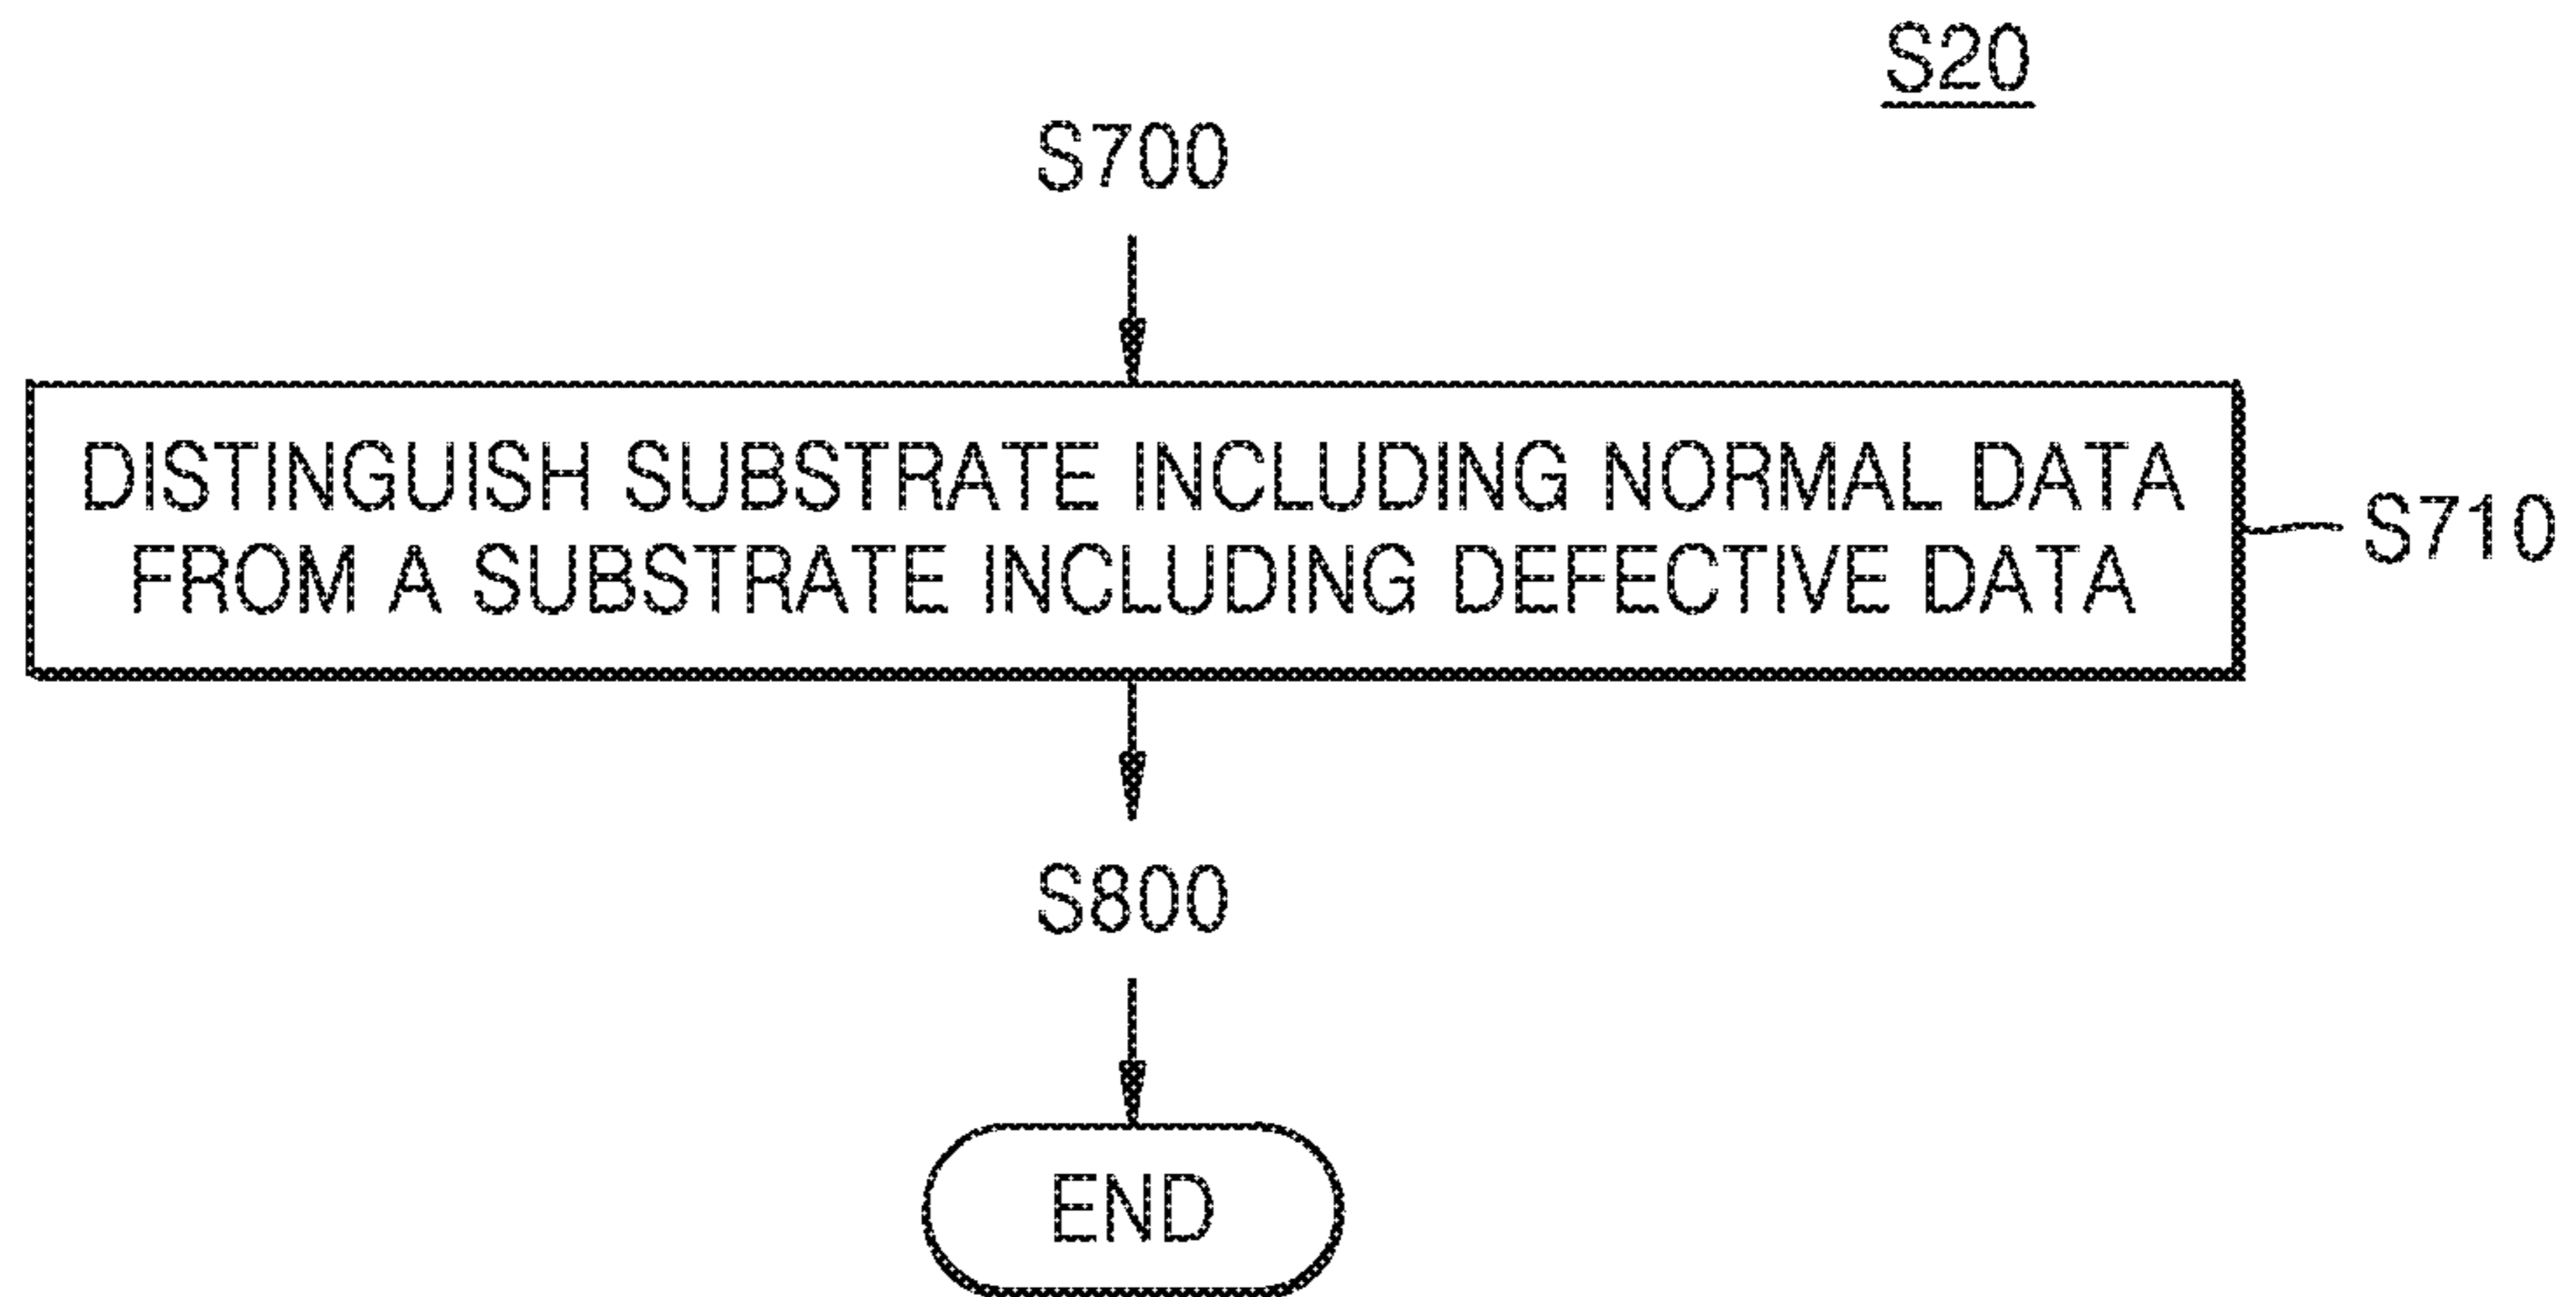 S20
S700
DISTINGUISH SUBSTRATE INCLUDING NORMAL DATA
FROM A SUBSTRATE INCLUDING DEFECTIVE DATA
S710
S800
END